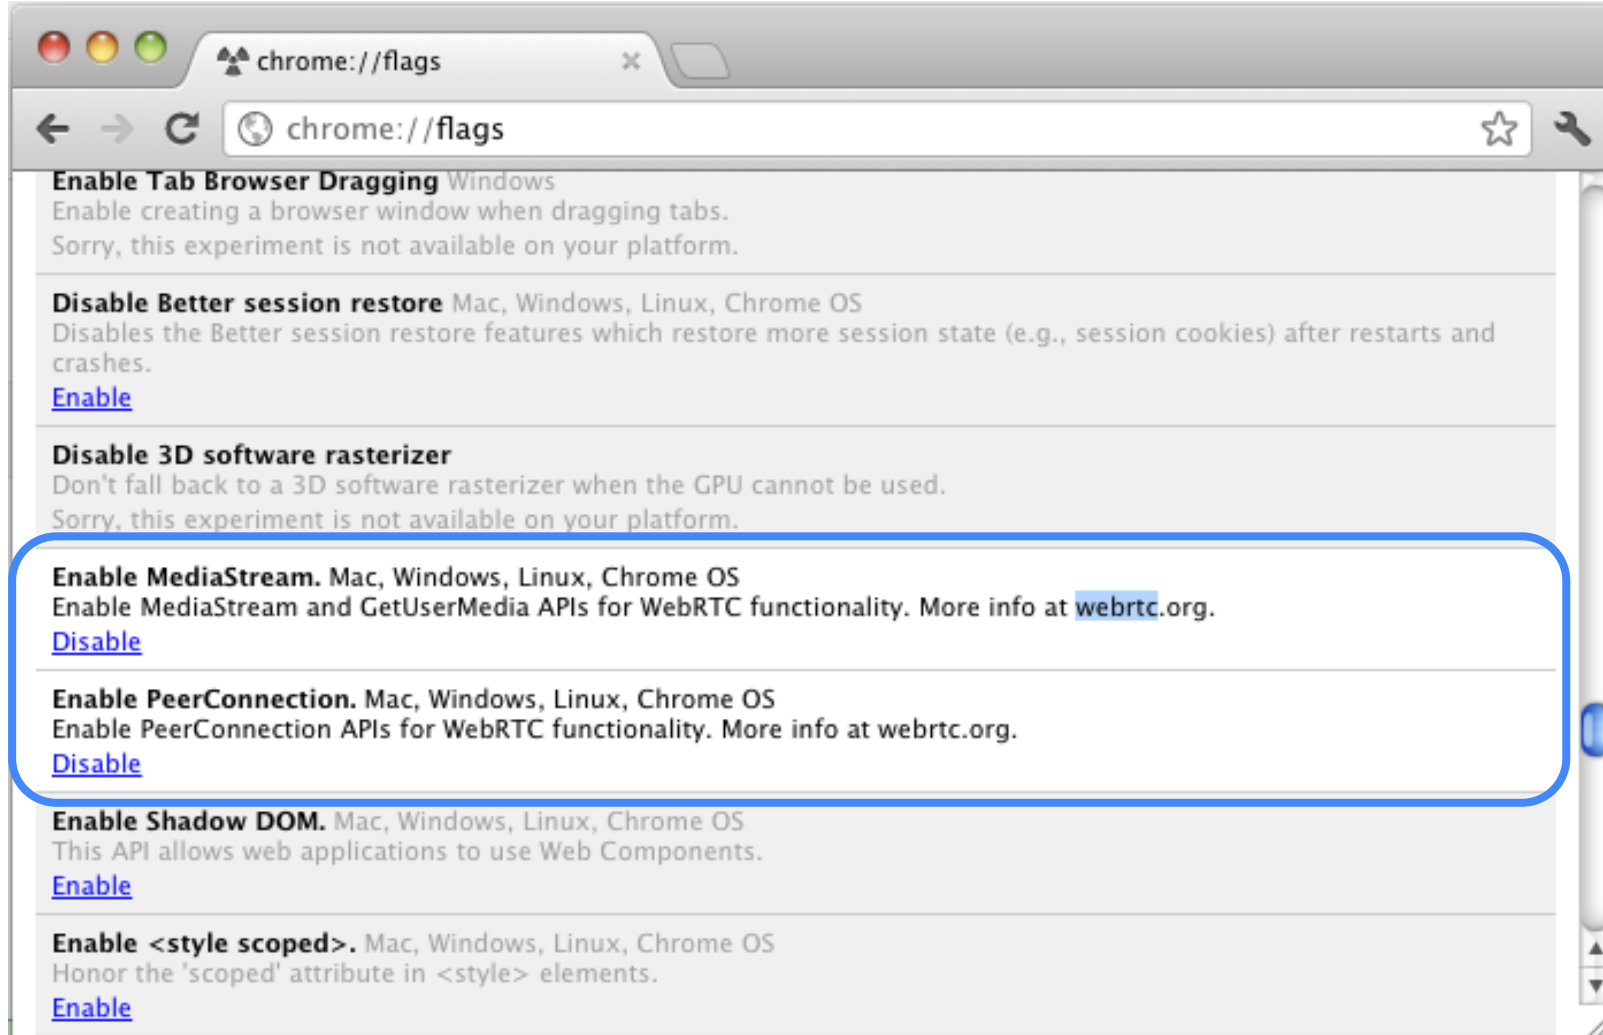 chrome://flags
chrome://flags
Enable Tab Browser Dragging Windows
Enable creating a browser window when dragging tabs.
Sorry, this experiment is not available on your platform.
Disable Better session restore Mac, Windows, Linux, Chrome OS
Disables the Better session restore features which restore more session state (e.g., session cookies) after restarts and
crashes.
Enable
Disable 3D software rasterizer
Don't fall back to a 3D software rasterizer when the GPU cannot be used.
Sorry, this experiment is not available on your platform.
Enable MediaStream. Mac, Windows, Linux, Chrome OS
Enable MediaStream and GetUserMedia APIs for WebRTC functionality. More info at webrtc.org.
Disable
Enable PeerConnection. Mac, Windows, Linux, Chrome OS
Enable PeerConnection APIs for WebRTC functionality. More info at webrtc.org.
Disable
Enable Shadow DOM. Mac, Windows, Linux, Chrome OS
This API allows web applications to use Web Components.
Enable
Enable <style scoped>. Mac, Windows, Linux, Chrome OS
Honor the 'scoped' attribute in <style> elements.
Enable